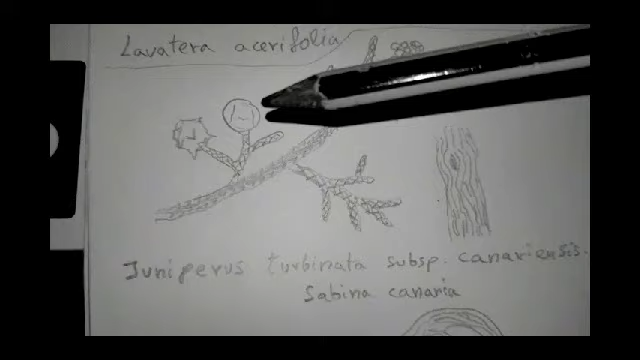 Lavatera acerifolia
Juniperus turbinata subsp. canariensis.
Sabina canaria